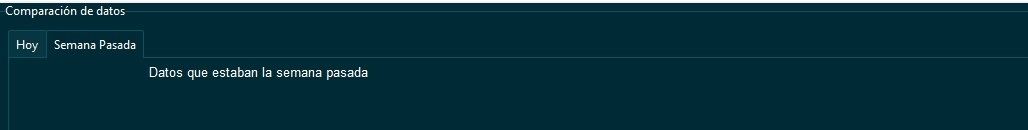 Comparación de datos
Hoy Semana Pasada
Datos que estaban la semana pasada